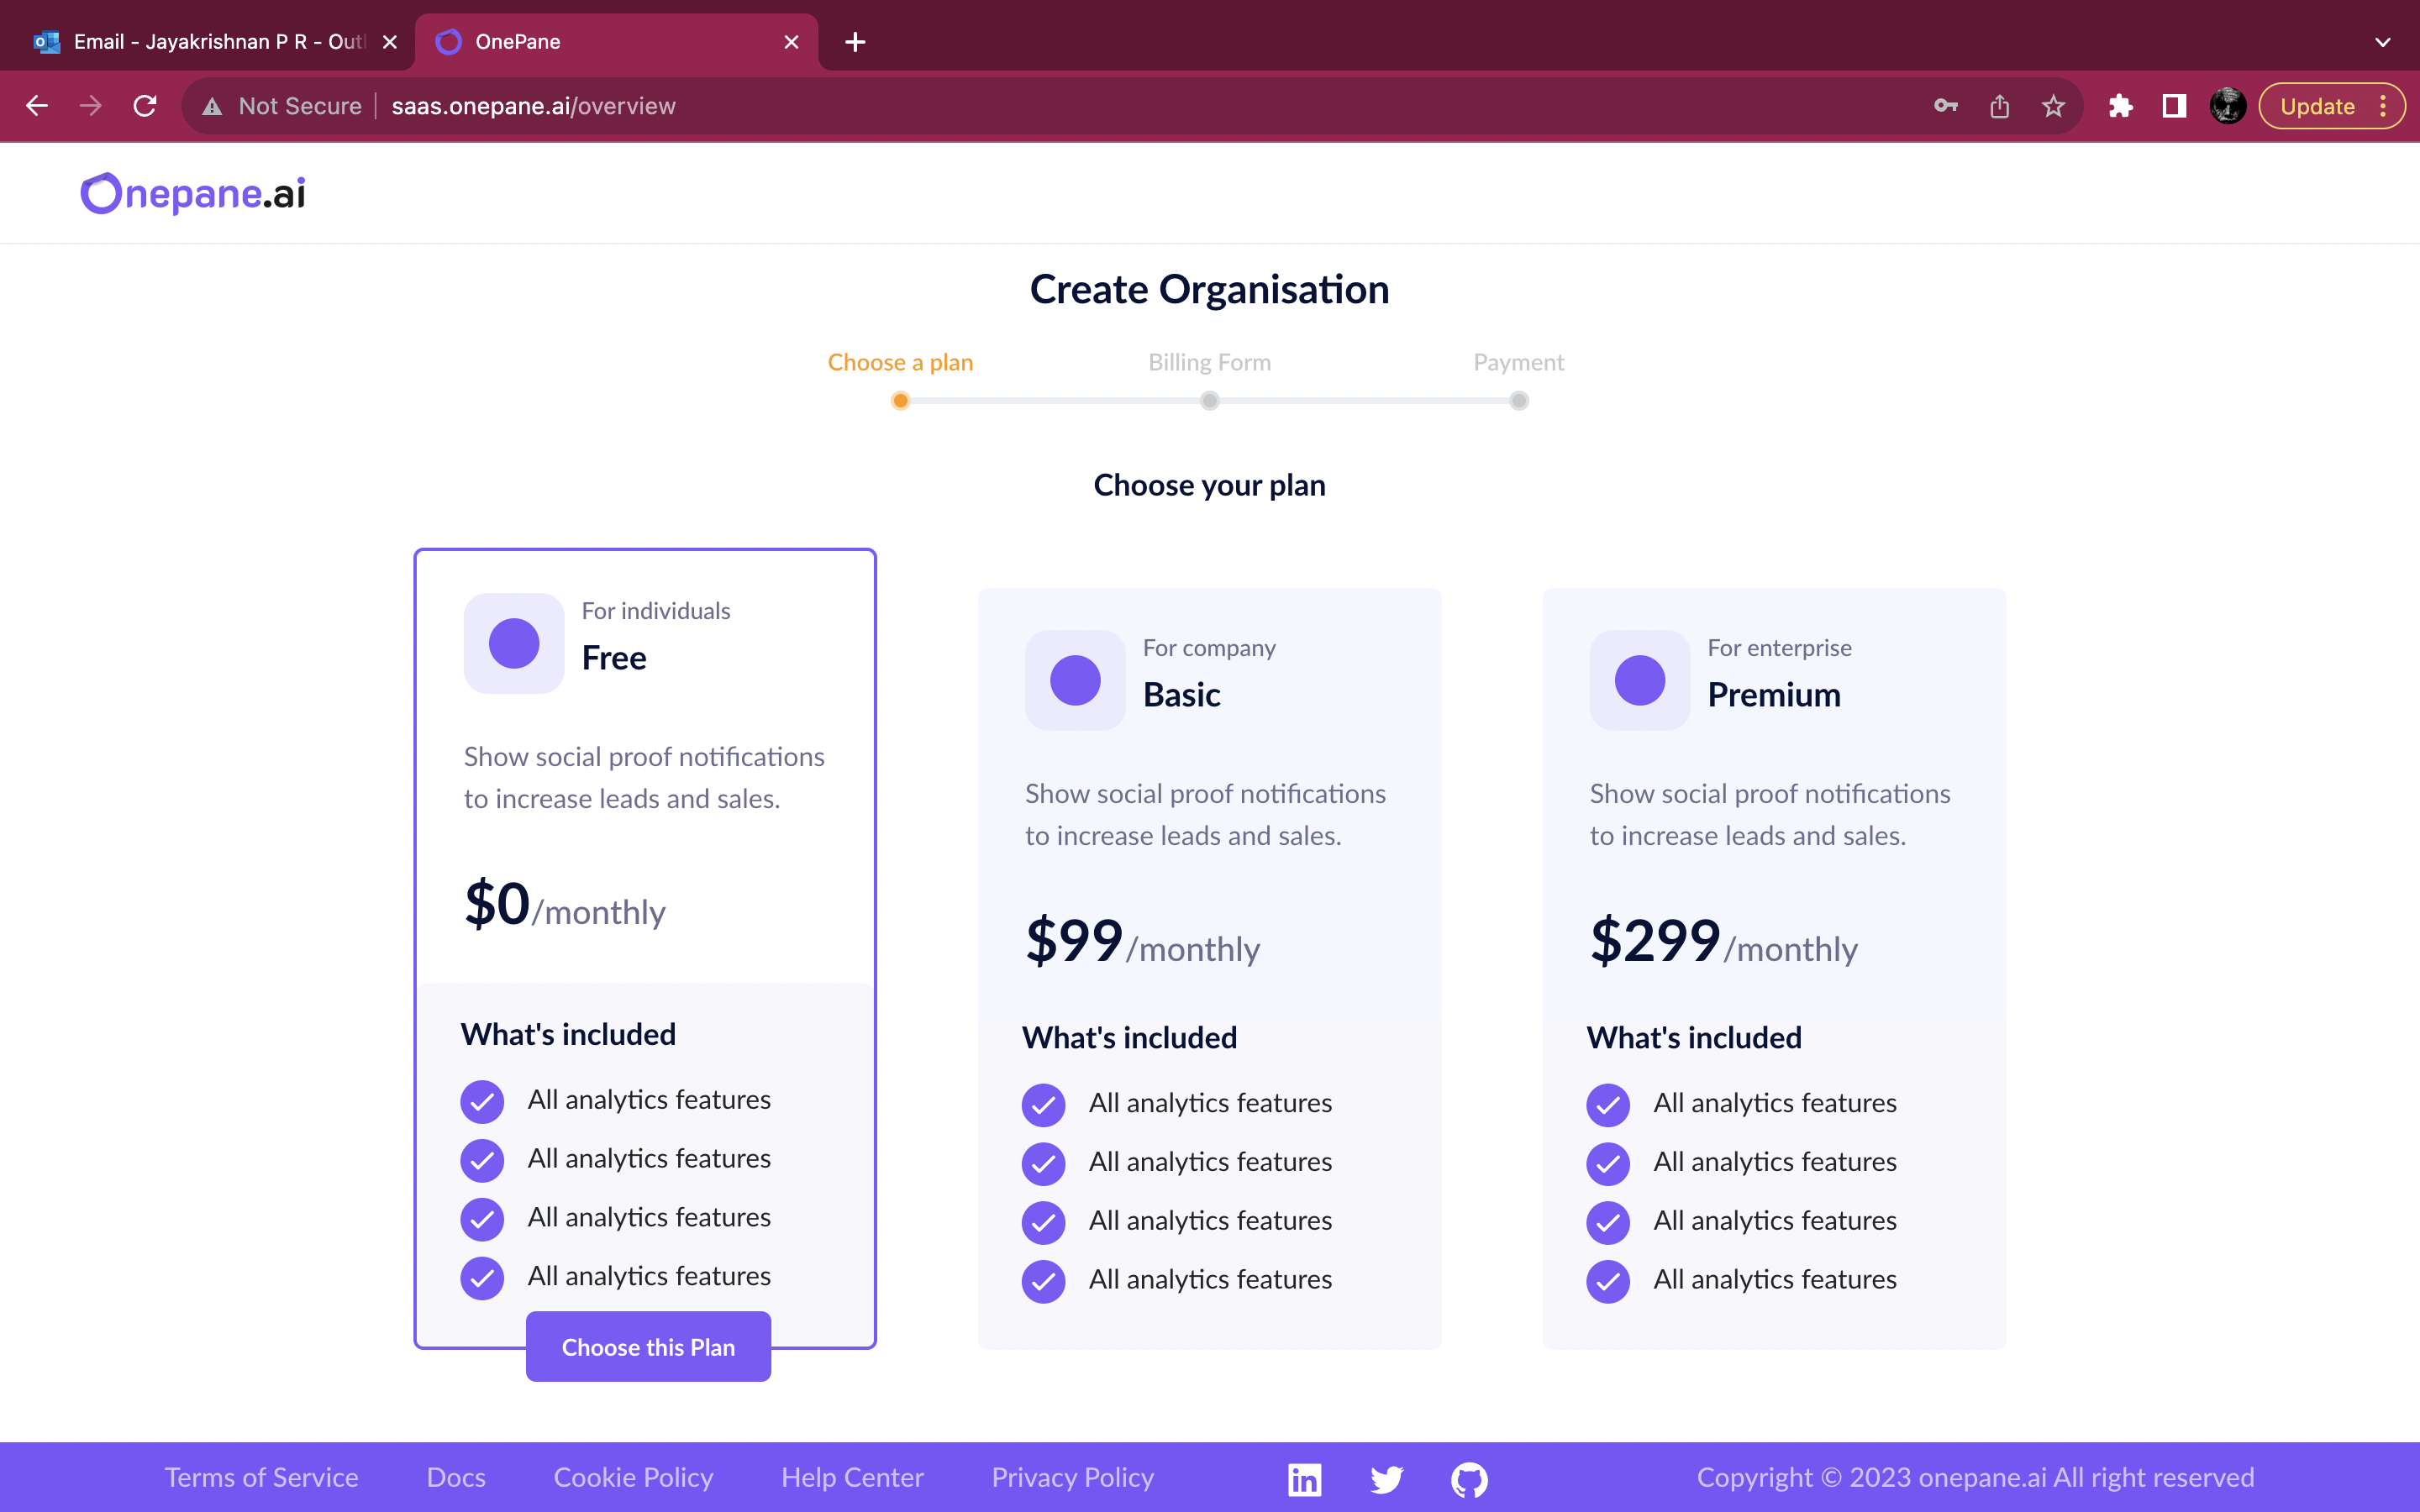 Email - Jayakrishnan P R - Out
OnePane
Not Secure
saas.onepane.ai/overview
Update
Onepane.ai
Create Organisation
Choose a plan
Billing Form
Payment
Choose your plan
For individuals
Free
Show social proof notifications
to increase leads and sales.
$0/monthly
What's included
All analytics features
All analytics features
All analytics features
All analytics features
Choose this Plan
For company
Basic
Show social proof notifications
to increase leads and sales.
$99/monthly
What's included
All analytics features
All analytics features
All analytics features
All analytics features
For enterprise
Premium
Show social proof notifications
to increase leads and sales.
$299/monthly
What's included
All analytics features
All analytics features
All analytics features
All analytics features
Terms of Service
Docs
Cookie Policy
Help Center
Privacy Policy
in
Copyright © 2023 onepane.ai All right reserved